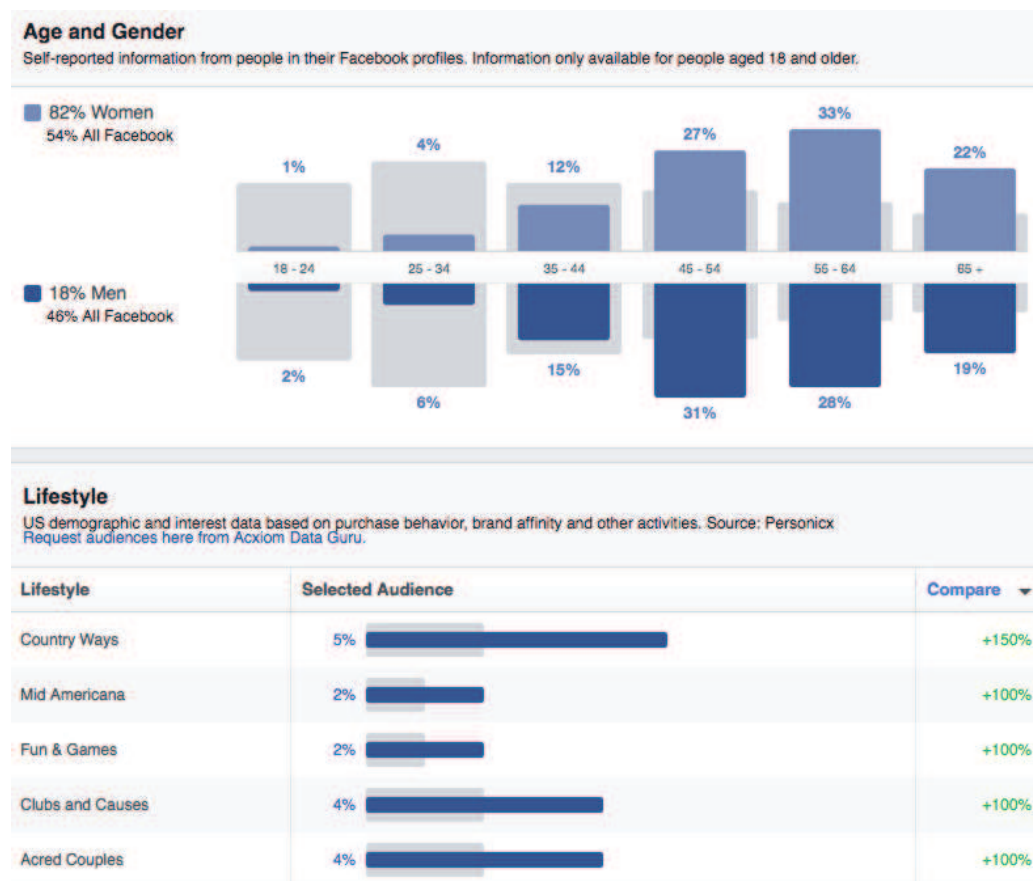 Age and Gender
Self-reported information from people in their Facebook profiles. Information only available for people aged 18 and older.
82% Women
54% All Facebook
1%
4%
12%
27%
33%
22%
18 - 24
25 - 34
35 - 44
45 - 54
55 - 64
65 +
18% Men
46% All Facebook
2%
6%
15%
31%
28%
19%
Lifestyle
US demographic and interest data based on purchase behavior, brand affinity and other activities. Source: Personicx
Request audiences here from Acxiom Data Guru.
Lifestyle Selected Audience Compare
Country Ways 5% +150%
Mid Americana 2% +100%
Fun & Games 2% +100%
Clubs and Causes 4% +100%
Acred Couples 4% +100%